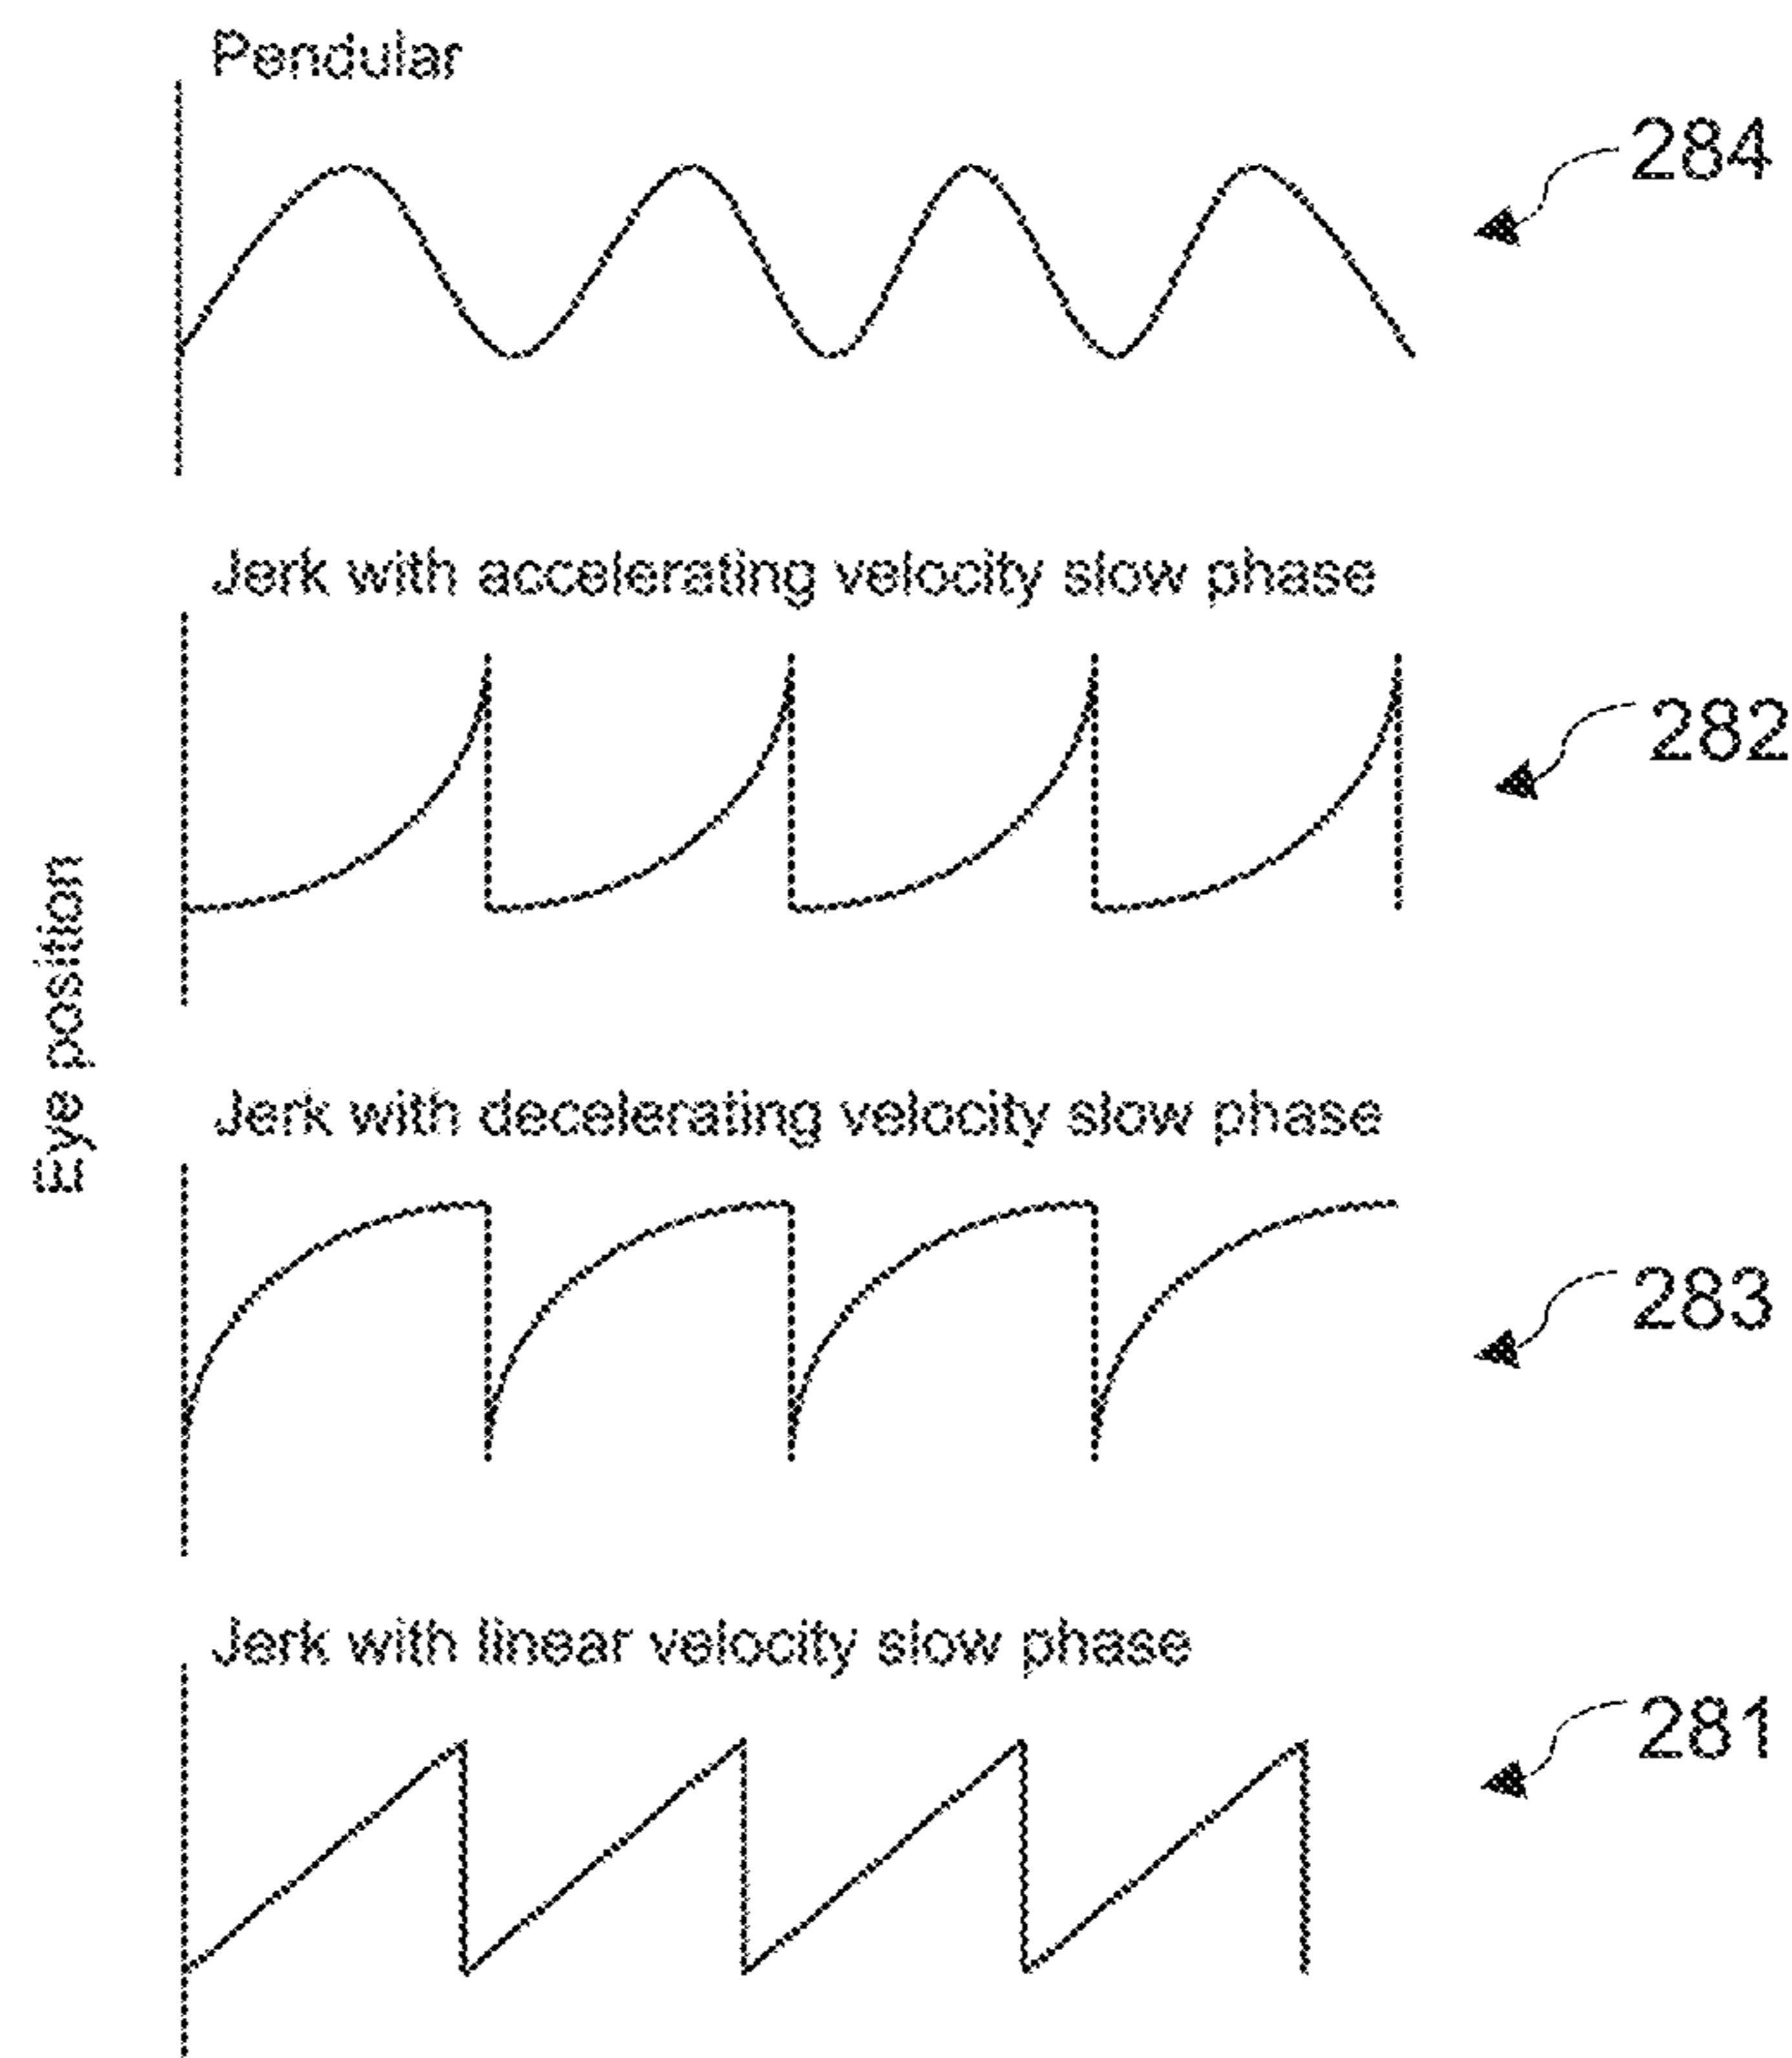 Pendular
284
Jerk with accelerating velocity slow phase
282
Eye position
Jerk with decelerating velocity slow phase
283
Jerk with linear velocity slow phase
281